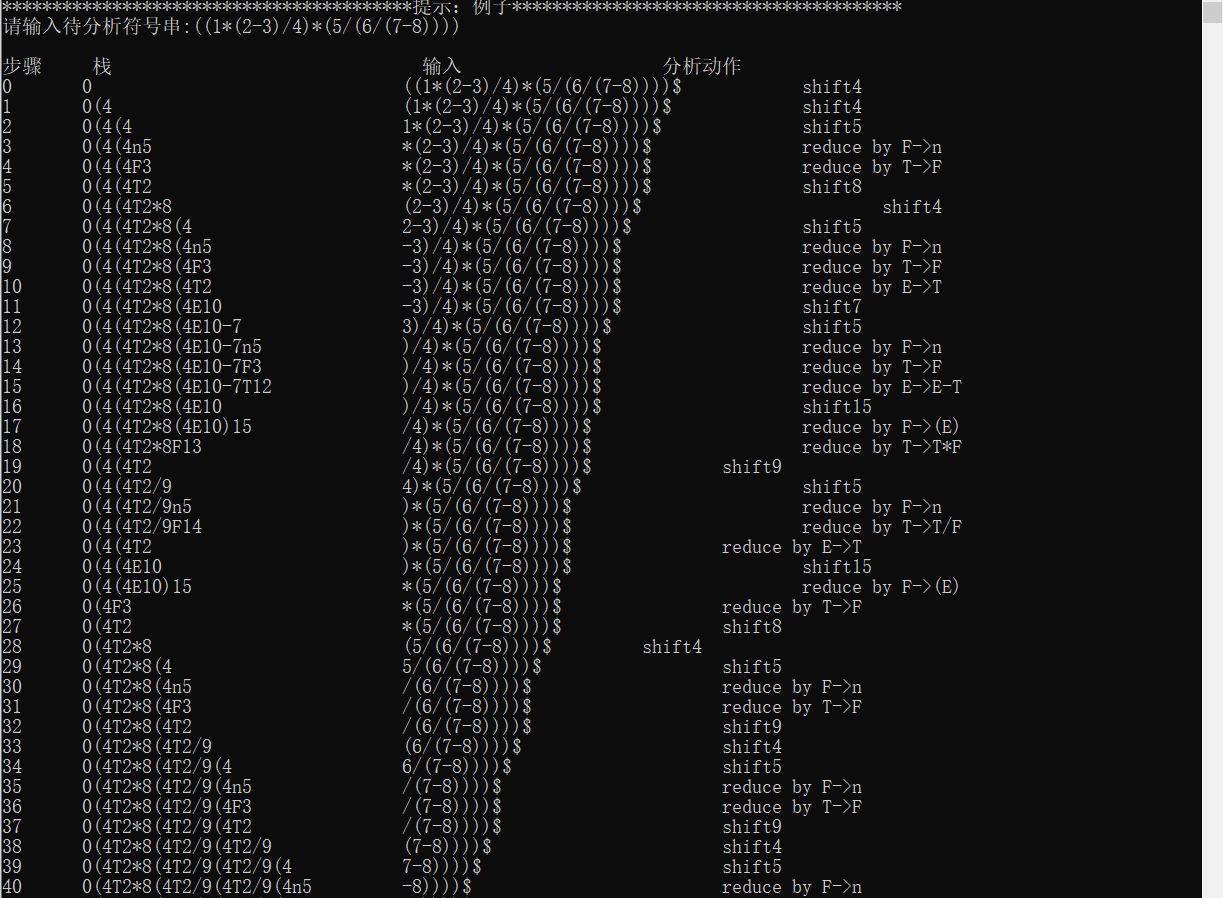 *****************************************提示：例子***************************************
请输入待分析符号串:((1*(2-3)/4)*(5/(6/(7-8))))
步骤 栈 输入 分析动作
0 0 ((1*(2-3)/4)*(5/(6/(7-8))))$ shift4
1 0(4 (1*(2-3)/4)*(5/(6/(7-8))))$ shift4
2 0(4(4 1*(2-3)/4)*(5/(6/(7-8))))$ shift5
3 0(4(4n5 *(2-3)/4)*(5/(6/(7-8))))$ reduce by F->n
4 0(4(4F3 *(2-3)/4)*(5/(6/(7-8))))$ reduce by T->F
5 0(4(4T2 *(2-3)/4)*(5/(6/(7-8))))$ shift8
6 0(4(4T2*8 (2-3)/4)*(5/(6/(7-8))))$ shift4
7 0(4(4T2*8(4 2-3)/4)*(5/(6/(7-8))))$ shift5
8 0(4(4T2*8(4n5 -3)/4)*(5/(6/(7-8))))$ reduce by F->n
9 0(4(4T2*8(4F3 -3)/4)*(5/(6/(7-8))))$ reduce by T->F
10 0(4(4T2*8(4T2 -3)/4)*(5/(6/(7-8))))$ reduce by E->T
11 0(4(4T2*8(4E10 -3)/4)*(5/(6/(7-8))))$ shift7
12 0(4(4T2*8(4E10-7 3)/4)*(5/(6/(7-8))))$ shift5
13 0(4(4T2*8(4E10-7n5 )/4)*(5/(6/(7-8))))$ reduce by F->n
14 0(4(4T2*8(4E10-7F3 )/4)*(5/(6/(7-8))))$ reduce by T->F
15 0(4(4T2*8(4E10-7T12 )/4)*(5/(6/(7-8))))$ reduce by E->E-T
16 0(4(4T2*8(4E10 )/4)*(5/(6/(7-8))))$ shift15
17 0(4(4T2*8(4E10)15 /4)*(5/(6/(7-8))))$ reduce by F->(E)
18 0(4(4T2*8F13 /4)*(5/(6/(7-8))))$ reduce by T->T*F
19 0(4(4T2 /4)*(5/(6/(7-8))))$ shift9
20 0(4(4T2/9 4)*(5/(6/(7-8))))$ shift5
21 0(4(4T2/9n5 )*(5/(6/(7-8))))$ reduce by F->n
22 0(4(4T2/9F14 )*(5/(6/(7-8))))$ reduce by T->T/F
23 0(4(4T2 )*(5/(6/(7-8))))$ reduce by E->T
24 0(4(4E10 )*(5/(6/(7-8))))$ shift15
25 0(4(4E10)15 *(5/(6/(7-8))))$ reduce by F->(E)
26 0(4F3 *(5/(6/(7-8))))$ reduce by T->F
27 0(4T2 *(5/(6/(7-8))))$ shift8
28 0(4T2*8 (5/(6/(7-8))))$ shift4
29 0(4T2*8(4 5/(6/(7-8))))$ shift5
30 0(4T2*8(4n5 /(6/(7-8))))$ reduce by F->n
31 0(4T2*8(4F3 /(6/(7-8))))$ reduce by T->F
32 0(4T2*8(4T2 /(6/(7-8))))$ shift9
33 0(4T2*8(4T2/9 (6/(7-8))))$ shift4
34 0(4T2*8(4T2/9(4 6/(7-8))))$ shift5
35 0(4T2*8(4T2/9(4n5 /(7-8))))$ reduce by F->n
36 0(4T2*8(4T2/9(4F3 /(7-8))))$ reduce by T->F
37 0(4T2*8(4T2/9(4T2 /(7-8))))$ shift9
38 0(4T2*8(4T2/9(4T2/9 (7-8))))$ shift4
39 0(4T2*8(4T2/9(4T2/9(4 7-8))))$ shift5
40 0(4T2*8(4T2/9(4T2/9(4n5 -8))))$ reduce by F->n